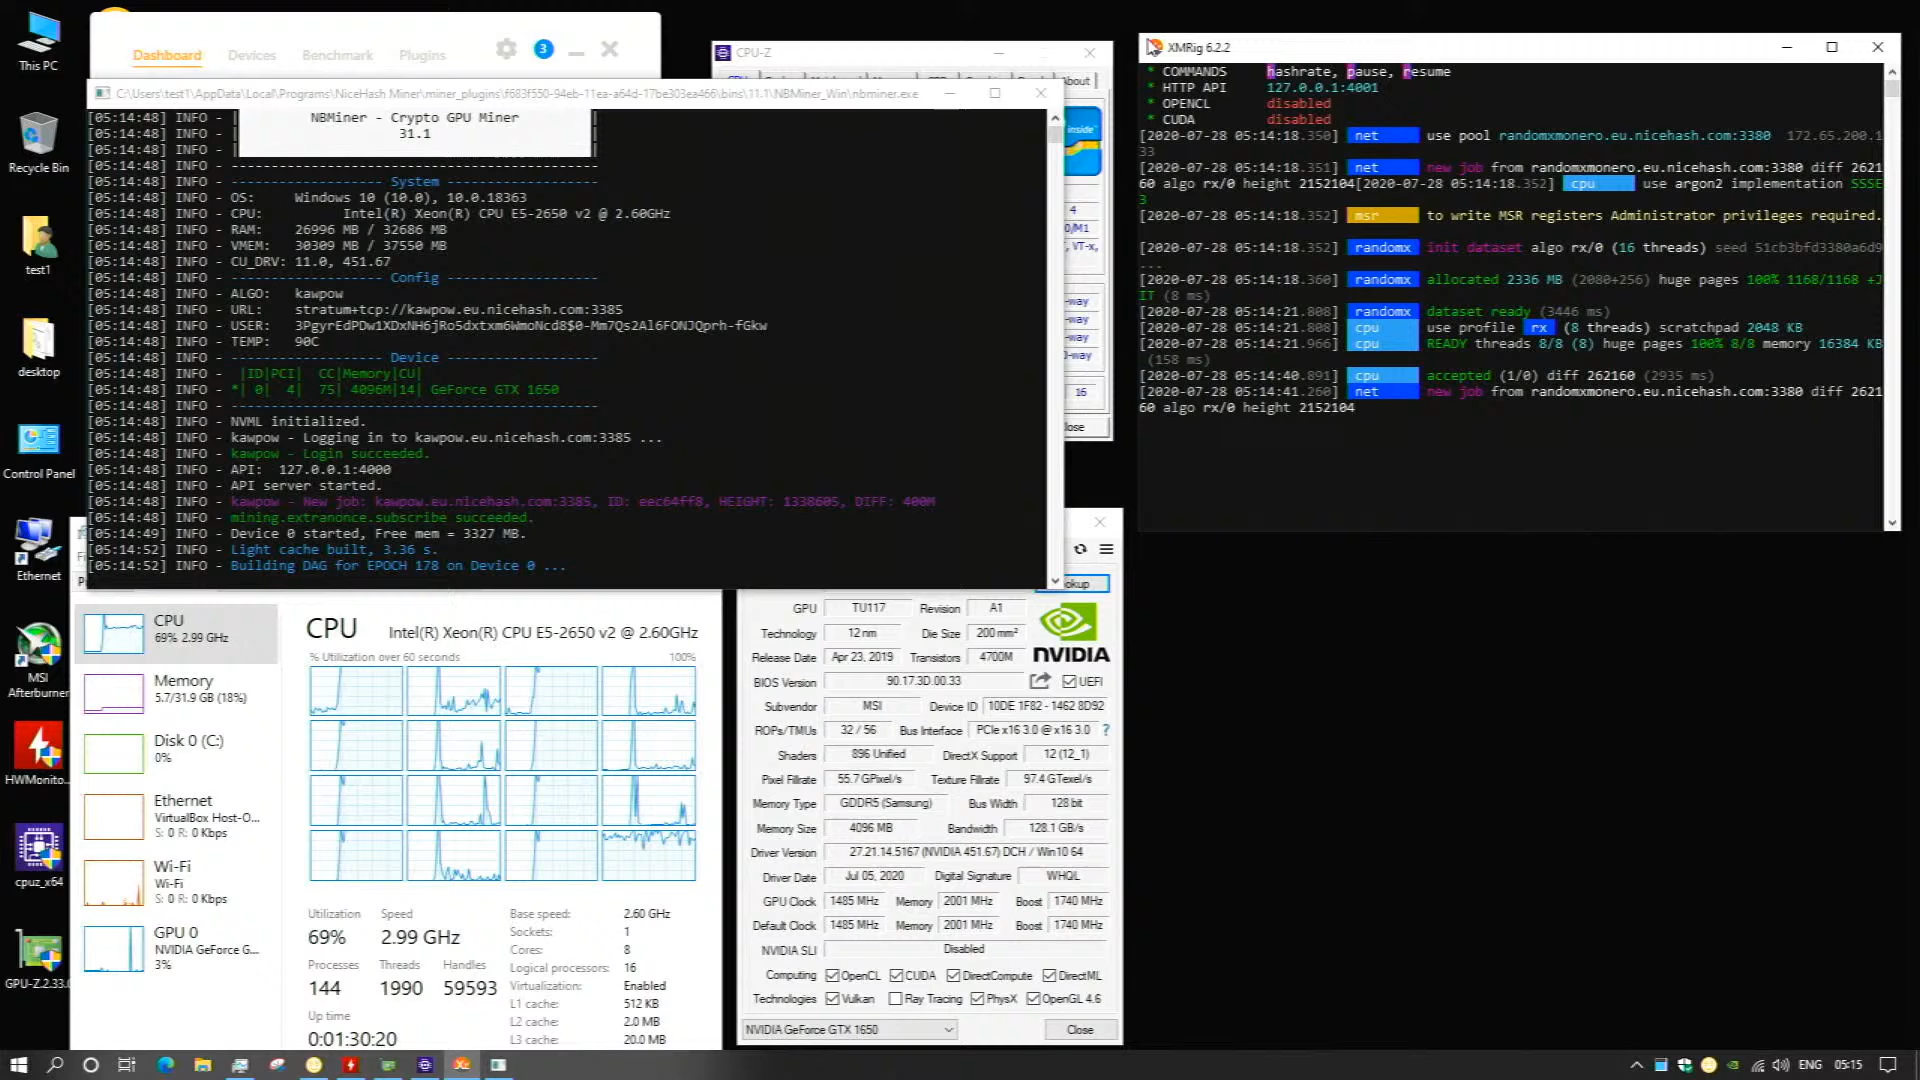 This PC
Recycle Bin
test1
desktop
Control Panel
Ethernet
MSI
Afterburner
HWMonito...
cpuz_x64
GPU-Z.2.33.
Dashboard
Devices
Benchmark
Plugins
3
C:\Users\test1\AppData\Local\Programs\NiceHash Miner\miner_plugins\f683f550-94eb-11ea-a64d-17be303ea466\bins\11.1\NBMiner_Win\nbminer.exe
[05:14:48] INFO - | NBMiner - Crypto GPU Miner |
[05:14:48] INFO - | 31.1 |
[05:14:48] INFO - | |
[05:14:48] INFO - ----------------------------------------------
[05:14:48] INFO - ------------------- System -------------------
[05:14:48] INFO - OS: Windows 10 (10.0), 10.0.18363
[05:14:48] INFO - CPU: Intel(R) Xeon(R) CPU E5-2650 v2 @ 2.60GHz
[05:14:48] INFO - RAM: 26996 MB / 32686 MB
[05:14:48] INFO - VMEM: 30309 MB / 37550 MB
[05:14:48] INFO - CU_DRV: 11.0, 451.67
[05:14:48] INFO - ------------------- Config -------------------
[05:14:48] INFO - ALGO: kawpow
[05:14:48] INFO - URL: stratum+tcp://kawpow.eu.nicehash.com:3385
[05:14:48] INFO - USER: 3PgyrEdPDw1XDxNH6jRo5dxtxm6WmoNcd8$0-Mm7Qs2Al6FONJQprh-fGkw
[05:14:48] INFO - TEMP: 90C
[05:14:48] INFO - ------------------- Device -------------------
[05:14:48] INFO - |ID|PCI| CC|Memory|CU|
[05:14:48] INFO - *| 0| 4| 75| 4096M|14| GeForce GTX 1650
[05:14:48] INFO - ----------------------------------------------
[05:14:48] INFO - NVML initialized.
[05:14:48] INFO - kawpow - Logging in to kawpow.eu.nicehash.com:3385 ...
[05:14:48] INFO - kawpow - Login succeeded.
[05:14:48] INFO - API: 127.0.0.1:4000
[05:14:48] INFO - API server started.
[05:14:48] INFO - kawpow - New job: kawpow.eu.nicehash.com:3385, ID: eec64ff8, HEIGHT: 1338605, DIFF: 400M
[05:14:48] INFO - mining.extranonce.subscribe succeeded.
[05:14:49] INFO - Device 0 started, Free mem = 3327 MB.
[05:14:52] INFO - Light cache built, 3.36 s.
[05:14:52] INFO - Building DAG for EPOCH 178 on Device 0 ...
CPU-Z
About
inside
4
0/M1
, VT-x,
-way
-way
-way
0-way
16
lose
XMRig 6.2.2
* COMMANDS hashrate, pause, resume
* HTTP API 127.0.0.1:4001
* OPENCL disabled
* CUDA disabled
[2020-07-28 05:14:18.350] net use pool randomxmonero.eu.nicehash.com:3380 172.65.200.1
33
[2020-07-28 05:14:18.351] net new job from randomxmonero.eu.nicehash.com:3380 diff 2621
60 algo rx/0 height 2152104[2020-07-28 05:14:18.352] cpu use argon2 implementation SSSE
3
[2020-07-28 05:14:18.352] msr to write MSR registers Administrator privileges required.
[2020-07-28 05:14:18.352] randomx init dataset algo rx/0 (16 threads) seed 51cb3bfd3380a6d9
...
[2020-07-28 05:14:18.360] randomx allocated 2336 MB (2080+256) huge pages 100% 1168/1168 +J
IT (8 ms)
[2020-07-28 05:14:21.808] randomx dataset ready (3446 ms)
[2020-07-28 05:14:21.808] cpu use profile rx (8 threads) scratchpad 2048 KB
[2020-07-28 05:14:21.966] cpu READY threads 8/8 (8) huge pages 100% 8/8 memory 16384 KB
(158 ms)
[2020-07-28 05:14:40.891] cpu accepted (1/0) diff 262160 (2935 ms)
[2020-07-28 05:14:41.260] net new job from randomxmonero.eu.nicehash.com:3380 diff 2621
60 algo rx/0 height 2152104
CPU
69% 2.99 GHz
Memory
5.7/31.9 GB (18%)
Disk 0 (C:)
0%
Ethernet
VirtualBox Host-O...
S: 0 R: 0 Kbps
Wi-Fi
Wi-Fi
S: 0 R: 0 Kbps
GPU 0
NVIDIA GeForce G...
3%
CPU Intel(R) Xeon(R) CPU E5-2650 v2 @ 2.60GHz
% Utilization over 60 seconds 100%
Utilization Speed
69% 2.99 GHz
Processes Threads Handles
144 1990 59593
Up time
0:01:30:20
Base speed: 2.60 GHz
Sockets: 1
Cores: 8
Logical processors: 16
Virtualization: Enabled
L1 cache: 512 KB
L2 cache: 2.0 MB
L3 cache: 20.0 MB
ookup
GPU TU117 Revision A1
Technology 12 nm Die Size 200 mm²
Release Date Apr 23, 2019 Transistors 4700M
NVIDIA
BIOS Version 90.17.3D.00.33 UEFI
Subvendor MSI Device ID 10DE 1F82 - 1462 8D92
ROPs/TMUs 32 / 56 Bus Interface PCIe x16 3.0 @ x16 3.0 ?
Shaders 896 Unified DirectX Support 12 (12_1)
Pixel Fillrate 55.7 GPixel/s Texture Fillrate 97.4 GTexel/s
Memory Type GDDR5 (Samsung) Bus Width 128 bit
Memory Size 4096 MB Bandwidth 128.1 GB/s
Driver Version 27.21.14.5167 (NVIDIA 451.67) DCH / Win10 64
Driver Date Jul 05, 2020 Digital Signature WHQL
GPU Clock 1485 MHz Memory 2001 MHz Boost 1740 MHz
Default Clock 1485 MHz Memory 2001 MHz Boost 1740 MHz
NVIDIA SLI Disabled
Computing OpenCL CUDA DirectCompute DirectML
Technologies Vulkan Ray Tracing PhysX OpenGL 4.6
NVIDIA GeForce GTX 1650 Close
ENG 05:15